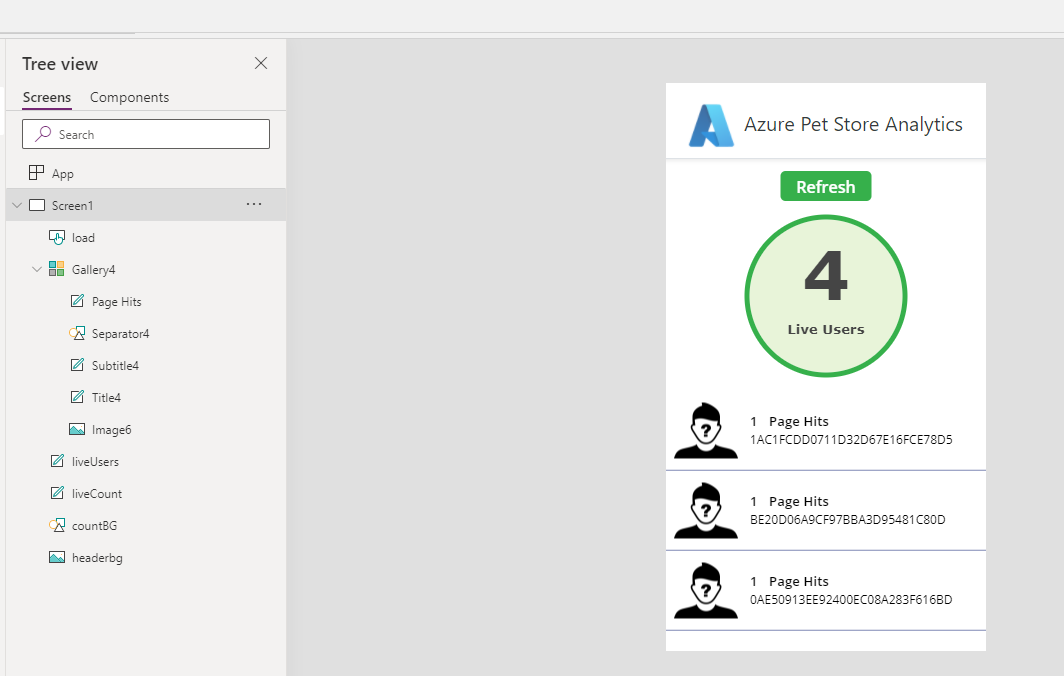 Tree view
Screens Components
Search
App
Screen1
load
Gallery4
Page Hits
Separator4
Subtitle4
Title4
Image6
liveUsers
liveCount
countBG
headerbg
Azure Pet Store Analytics
Refresh
4
Live Users
?
1 Page Hits
1AC1FCDD0711D32D67E16FCE78D5
?
1 Page Hits
BE20D06A9CF97BBA3D95481C80D
?
1 Page Hits
0AE50913EE92400EC08A283F616BD